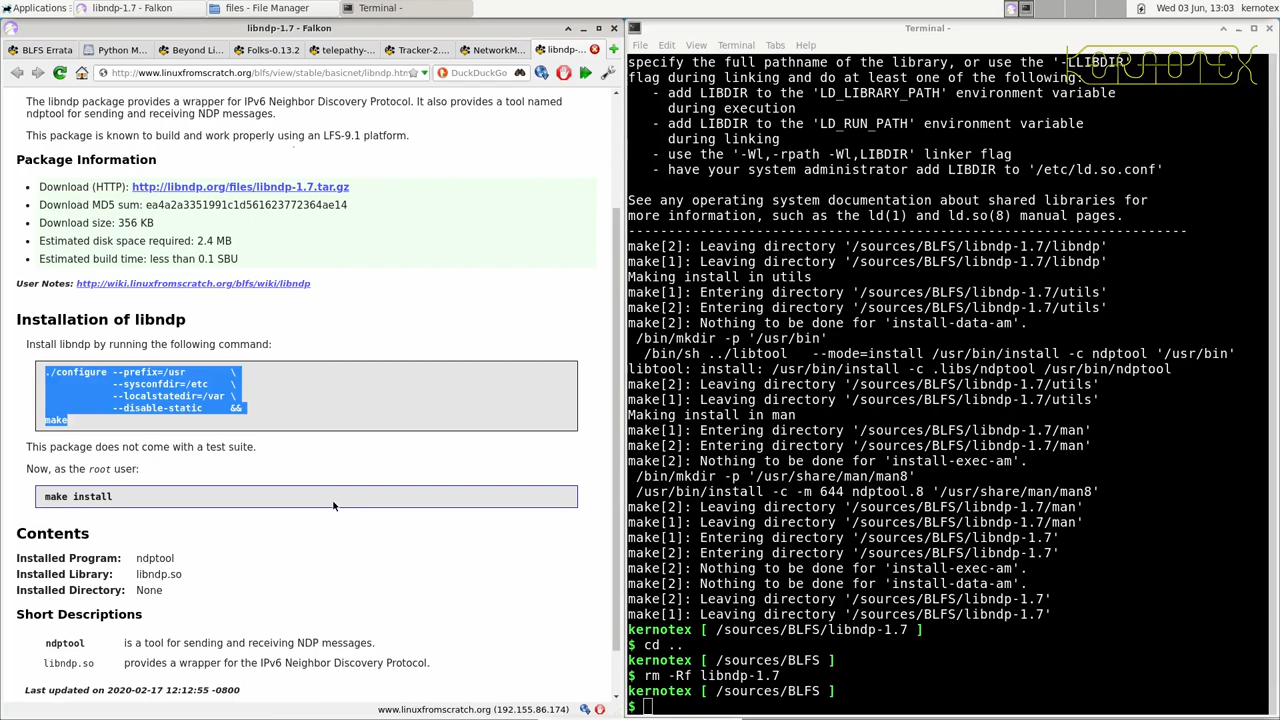 Applications
libndp-1.7 - Falkon
files - File Manager
Terminal -
Wed 03 Jun, 13:03
kernotex
libndp-1.7 - Falkon
BLFS Errata
Python M...
Beyond Li...
Folks-0.13.2
telepathy-...
Tracker-2....
NetworkM...
libndp-...
http://www.linuxfromscratch.org/blfs/view/stable/basicnet/libndp.htm
DuckDuckGo
The libndp package provides a wrapper for IPv6 Neighbor Discovery Protocol. It also provides a tool named
ndptool for sending and receiving NDP messages.
This package is known to build and work properly using an LFS-9.1 platform.
Package Information
• Download (HTTP): http://libndp.org/files/libndp-1.7.tar.gz
• Download MD5 sum: ea4a2a3351991c1d561623772364ae14
• Download size: 356 KB
• Estimated disk space required: 2.4 MB
• Estimated build time: less than 0.1 SBU
User Notes: http://wiki.linuxfromscratch.org/blfs/wiki/libndp
Installation of libndp
Install libndp by running the following command:
./configure --prefix=/usr \
--sysconfdir=/etc \
--localstatedir=/var \
--disable-static &&
make
This package does not come with a test suite.
Now, as the root user:
make install
Contents
Installed Program: ndptool
Installed Library: libndp.so
Installed Directory: None
Short Descriptions
ndptool is a tool for sending and receiving NDP messages.
libndp.so provides a wrapper for the IPv6 Neighbor Discovery Protocol.
Last updated on 2020-02-17 12:12:55 -0800
www.linuxfromscratch.org (192.155.86.174)
Terminal -
File Edit View Terminal Tabs Help
KERNOTEX
specify the full pathname of the library, or use the '-LLIBDIR'
flag during linking and do at least one of the following:
- add LIBDIR to the 'LD_LIBRARY_PATH' environment variable
during execution
- add LIBDIR to the 'LD_RUN_PATH' environment variable
during linking
- use the '-Wl,-rpath -Wl,LIBDIR' linker flag
- have your system administrator add LIBDIR to '/etc/ld.so.conf'
See any operating system documentation about shared libraries for
more information, such as the ld(1) and ld.so(8) manual pages.
----------------------------------------------------------------------
make[2]: Leaving directory '/sources/BLFS/libndp-1.7/libndp'
make[1]: Leaving directory '/sources/BLFS/libndp-1.7/libndp'
Making install in utils
make[1]: Entering directory '/sources/BLFS/libndp-1.7/utils'
make[2]: Entering directory '/sources/BLFS/libndp-1.7/utils'
make[2]: Nothing to be done for 'install-data-am'.
/bin/mkdir -p '/usr/bin'
/bin/sh ../libtool --mode=install /usr/bin/install -c ndptool '/usr/bin'
libtool: install: /usr/bin/install -c .libs/ndptool /usr/bin/ndptool
make[2]: Leaving directory '/sources/BLFS/libndp-1.7/utils'
make[1]: Leaving directory '/sources/BLFS/libndp-1.7/utils'
Making install in man
make[1]: Entering directory '/sources/BLFS/libndp-1.7/man'
make[2]: Entering directory '/sources/BLFS/libndp-1.7/man'
make[2]: Nothing to be done for 'install-exec-am'.
/bin/mkdir -p '/usr/share/man/man8'
/usr/bin/install -c -m 644 ndptool.8 '/usr/share/man/man8'
make[2]: Leaving directory '/sources/BLFS/libndp-1.7/man'
make[1]: Leaving directory '/sources/BLFS/libndp-1.7/man'
make[1]: Entering directory '/sources/BLFS/libndp-1.7'
make[2]: Entering directory '/sources/BLFS/libndp-1.7'
make[2]: Nothing to be done for 'install-exec-am'.
make[2]: Nothing to be done for 'install-data-am'.
make[2]: Leaving directory '/sources/BLFS/libndp-1.7'
make[1]: Leaving directory '/sources/BLFS/libndp-1.7'
kernotex [ /sources/BLFS/libndp-1.7 ]
$ cd ..
kernotex [ /sources/BLFS ]
$ rm -Rf libndp-1.7
kernotex [ /sources/BLFS ]
$